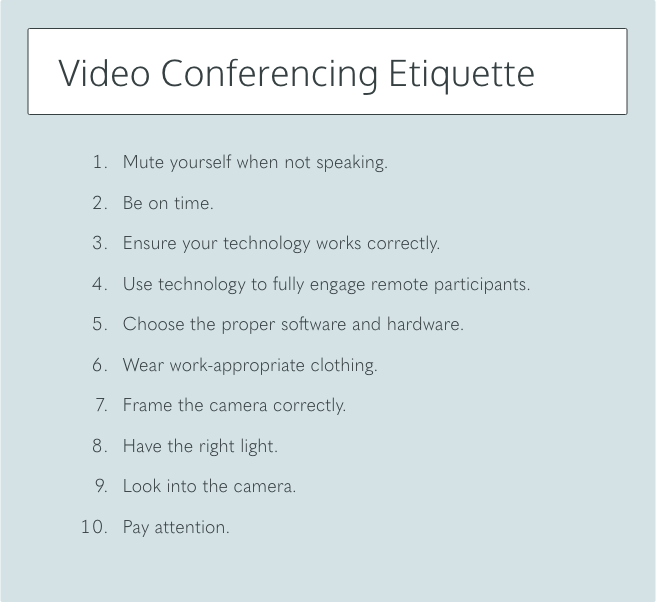 Video Conferencing Etiquette
1. Mute yourself when not speaking.
2. Be on time.
3. Ensure your technology works correctly.
4. Use technology to fully engage remote participants.
5. Choose the proper software and hardware.
6. Wear work-appropriate clothing.
7. Frame the camera correctly.
8. Have the right light.
9. Look into the camera.
10. Pay attention.